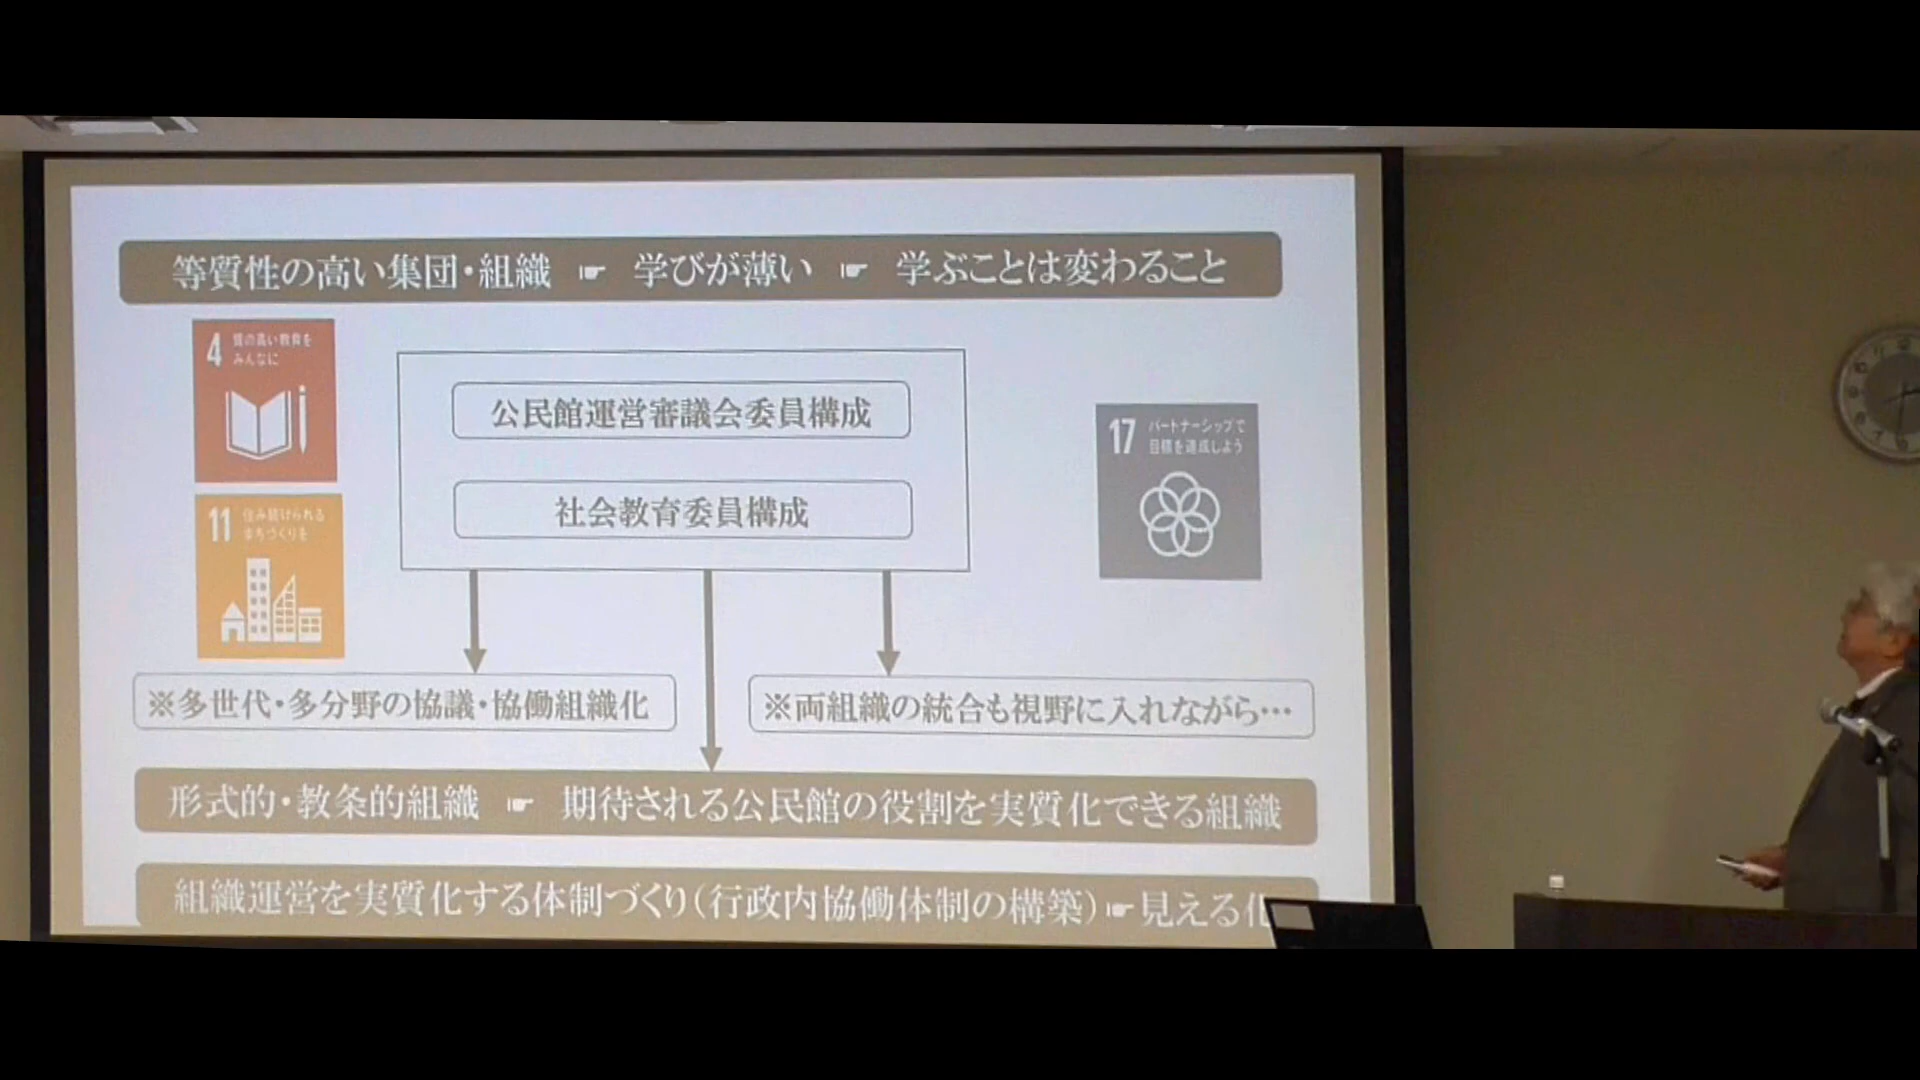 等質性の高い集団・組織 ☛ 学びが薄い ☛ 学ぶことは変わること
4 質の高い教育を
みんなに
公民館運営審議会委員構成
17 パートナーシップで
目標を達成しよう
社会教育委員構成
11 住み続けられる
まちづくりを
※多世代・多分野の協議・協働組織化
※両組織の統合も視野に入れながら…
形式的・教条的組織 ☛ 期待される公民館の役割を実質化できる組織
組織運営を実質化する体制づくり(行政内協働体制の構築)☛見える化